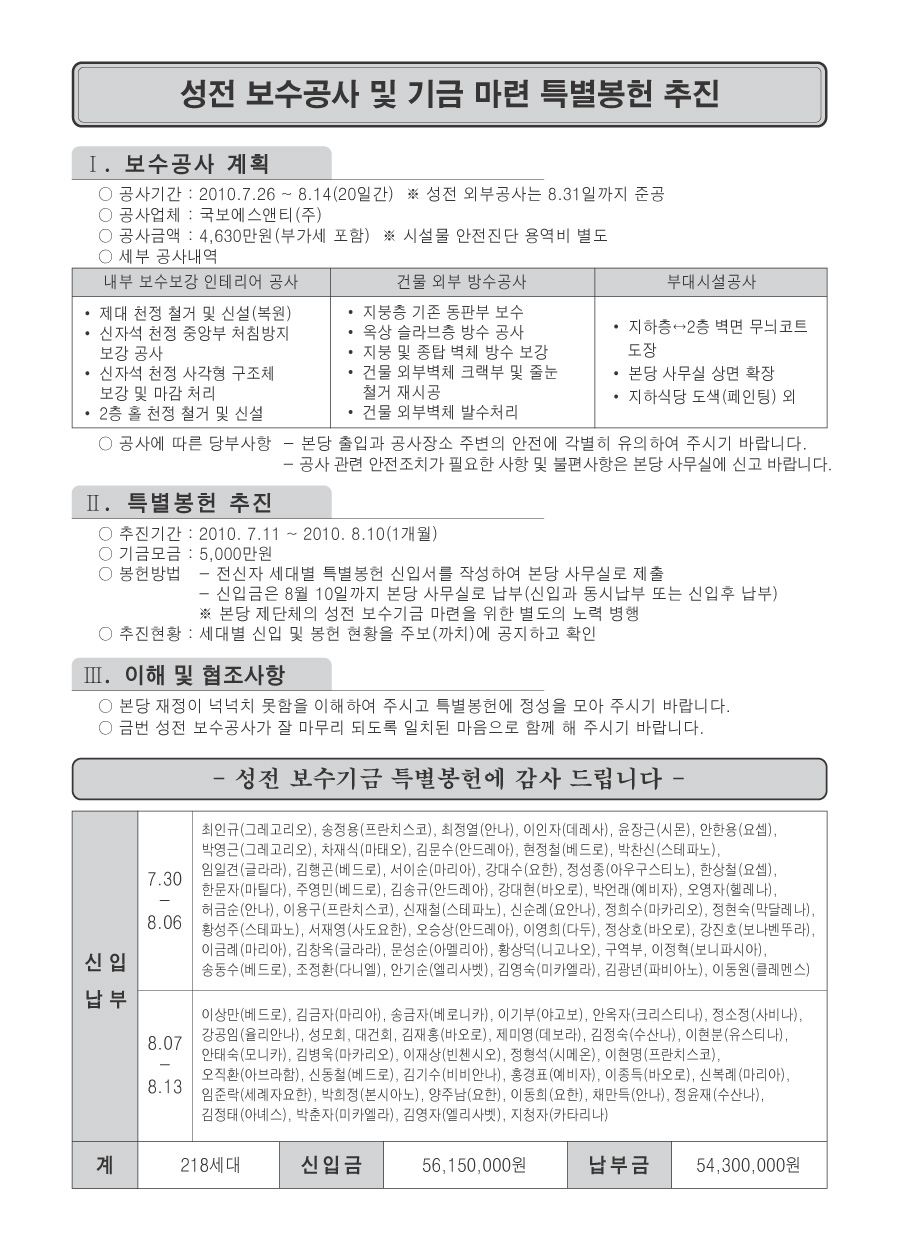 성전 보수공사 및 기금 마련 특별봉헌 추진
Ⅰ. 보수공사 계획
○ 공사기간 : 2010.7.26 ~ 8.14(20일간) ※ 성전 외부공사는 8.31일까지 준공
○ 공사업체 : 국보에스앤티(주)
○ 공사금액 : 4,630만원(부가세 포함) ※ 시설물 안전진단 용역비 별도
○ 세부 공사내역
내부 보수보강 인테리어 공사
• 제대 천정 철거 및 신설(복원)
• 신자석 천정 중앙부 처침방지
보강 공사
• 신자석 천정 사각형 구조체
보강 및 마감 처리
• 2층 홀 천정 철거 및 신설
건물 외부 방수공사
• 지붕층 기존 동판부 보수
• 옥상 슬라브층 방수 공사
• 지붕 및 종탑 벽체 방수 보강
• 건물 외부벽체 크랙부 및 줄눈
철거 재시공
• 건물 외부벽체 발수처리
부대시설공사
• 지하층↔2층 벽면 무늬코트
도장
• 본당 사무실 상면 확장
• 지하식당 도색(페인팅) 외
○ 공사에 따른 당부사항 – 본당 출입과 공사장소 주변의 안전에 각별히 유의하여 주시기 바랍니다.
– 공사 관련 안전조치가 필요한 사항 및 불편사항은 본당 사무실에 신고 바랍니다.
Ⅱ. 특별봉헌 추진
○ 추진기간 : 2010. 7.11 ~ 2010. 8.10(1개월)
○ 기금모금 : 5,000만원
○ 봉헌방법 – 전신자 세대별 특별봉헌 신입서를 작성하여 본당 사무실로 제출
– 신입금은 8월 10일까지 본당 사무실로 납부(신입과 동시납부 또는 신입후 납부)
※ 본당 제단체의 성전 보수기금 마련을 위한 별도의 노력 병행
○ 추진현황 : 세대별 신입 및 봉헌 현황을 주보(까치)에 공지하고 확인
Ⅲ. 이해 및 협조사항
○ 본당 재정이 넉넉치 못함을 이해하여 주시고 특별봉헌에 정성을 모아 주시기 바랍니다.
○ 금번 성전 보수공사가 잘 마무리 되도록 일치된 마음으로 함께 해 주시기 바랍니다.
– 성전 보수기금 특별봉헌에 감사 드립니다 –
신 입
납 부
7.30
–
8.06
최인규(그레고리오), 송정용(프란치스코), 최정열(안나), 이인자(데레사), 윤장근(시몬), 안한용(요셉),
박영근(그레고리오), 차재식(마태오), 김문수(안드레아), 현정철(베드로), 박찬신(스테파노),
임일견(글라라), 김행곤(베드로), 서이순(마리아), 강대수(요한), 정성종(아우구스티노), 한상철(요셉),
한문자(마틸다), 주영민(베드로), 김송규(안드레아), 강대현(바오로), 박언래(예비자), 오영자(헬레나),
허금순(안나), 이용구(프란치스코), 신재철(스테파노), 신순례(요안나), 정희수(마카리오), 정현숙(막달레나),
황성주(스테파노), 서재영(사도요한), 오승상(안드레아), 이영희(다두), 정상호(바오로), 강진호(보나벤뚜라),
이금례(마리아), 김창옥(글라라), 문성순(아멜리아), 황상덕(니고나오), 구역부, 이정혁(보니파시아),
송동수(베드로), 조정환(다니엘), 안기순(엘리사벳), 김영숙(미카엘라), 김광년(파비아노), 이동원(클레멘스)
8.07
–
8.13
이상만(베드로), 김금자(마리아), 송금자(베로니카), 이기부(야고보), 안옥자(크리스티나), 정소정(사비나),
강공임(율리안나), 성모회, 대건회, 김재홍(바오로), 제미영(데보라), 김정숙(수산나), 이현분(유스티나),
안태숙(모니카), 김병욱(마카리오), 이재상(빈첸시오), 정형석(시메온), 이현명(프란치스코),
오직환(아브라함), 신동철(베드로), 김기수(비비안나), 홍경표(예비자), 이종득(바오로), 신복례(마리아),
임준락(세례자요한), 박희정(본시아노), 양주남(요한), 이동희(요한), 채만득(안나), 정윤재(수산나),
김정태(아녜스), 박춘자(미카엘라), 김영자(엘리사벳), 지청자(카타리나)
계 218세대 신입금 56,150,000원 납부금 54,300,000원